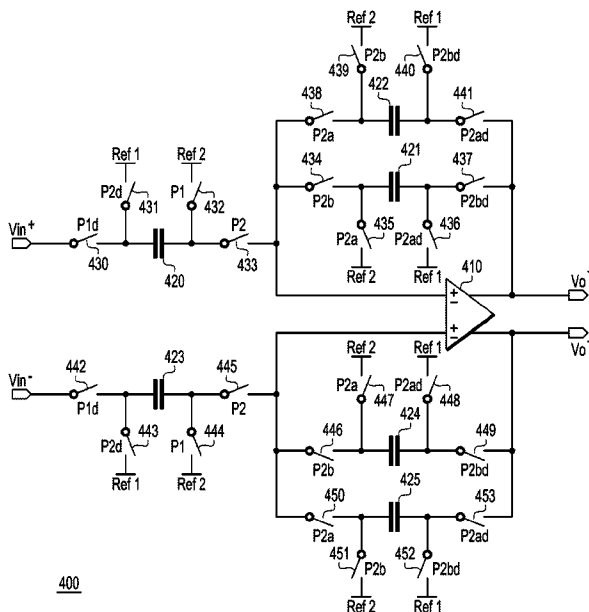 Ref 2
Ref 1
P2b
P2bd
439
440
422
438
441
P2a
P2ad
421
Ref 1
Ref 2
434
437
P2d
P1
P2b
P2bd
Vin+
P1d
431
432
P2
435
436
P2a
P2ad
430
420
433
Ref 2
Ref 1
410
+
−
Vo-
+
−
Vo-
Vin-
442
423
445
Ref 2
Ref 1
P2a
P2ad
P1d
P2
447
448
424
P2d
443
P1
444
446
449
P2b
P2bd
Ref 1
Ref 2
425
450
453
P2a
P2ad
P2b
P2bd
451
452
Ref 2
Ref 1
400